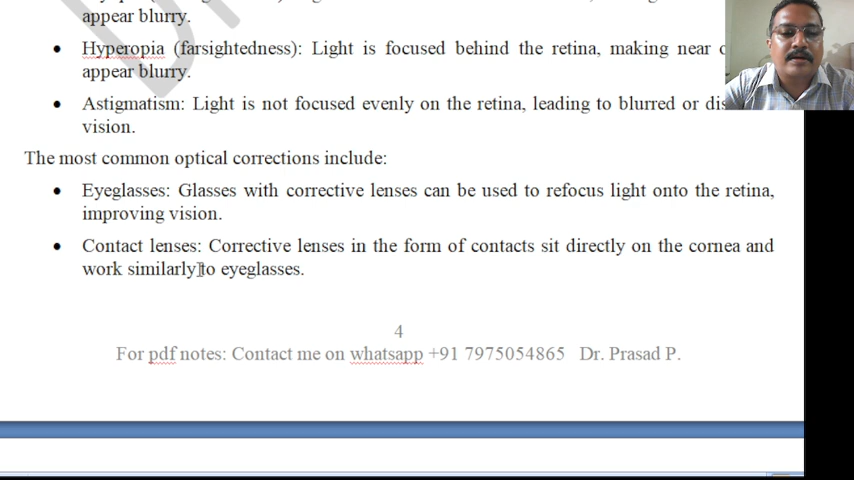 appear blurry.
• Hyperopia (farsightedness): Light is focused behind the retina, making near
appear blurry.
• Astigmatism: Light is not focused evenly on the retina, leading to blurred or
vision.
The most common optical corrections include:
• Eyeglasses: Glasses with corrective lenses can be used to refocus light onto the retina,
improving vision.
• Contact lenses: Corrective lenses in the form of contacts sit directly on the cornea and
work similarly to eyeglasses.
4
For pdf notes: Contact me on whatsapp +91 7975054865 Dr. Prasad P.